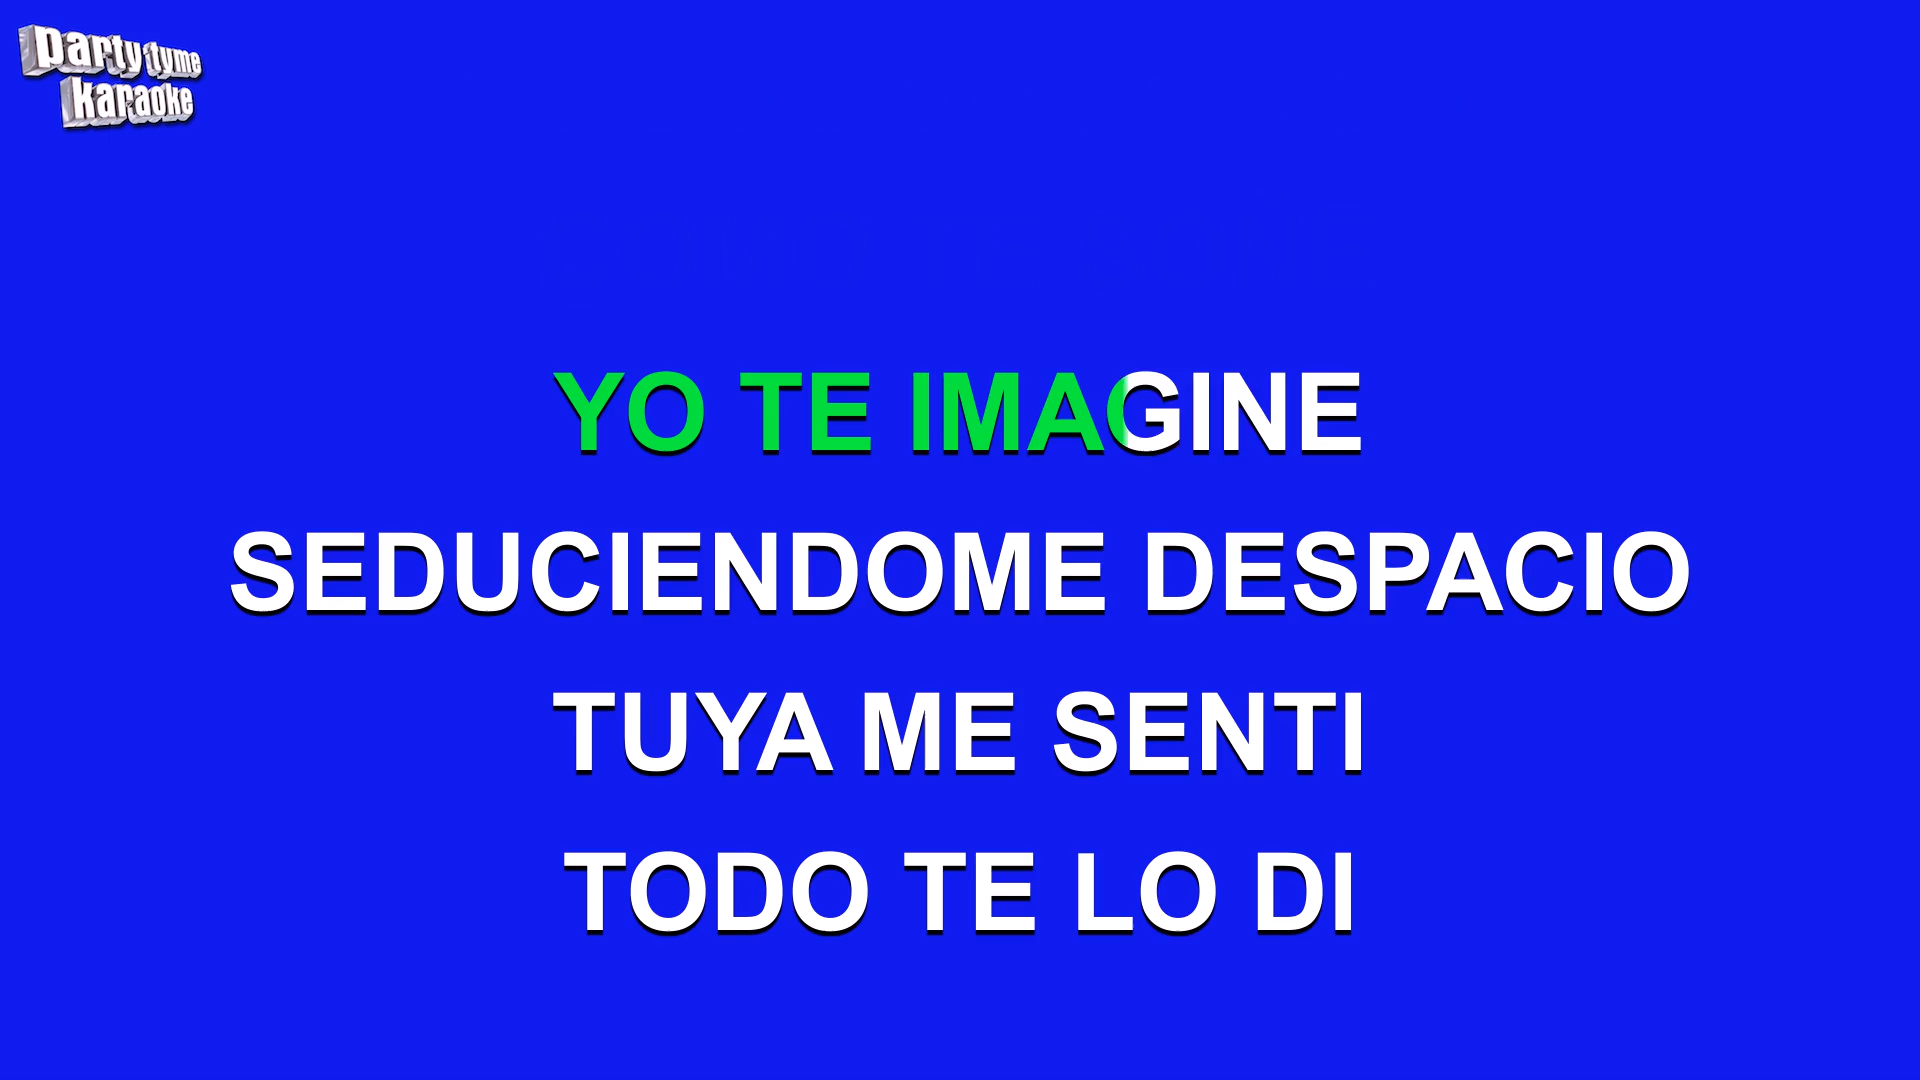 party tyme
karaoke
YO TE IMAGINE
SEDUCIENDOME DESPACIO
TUYA ME SENTI
TODO TE LO DI